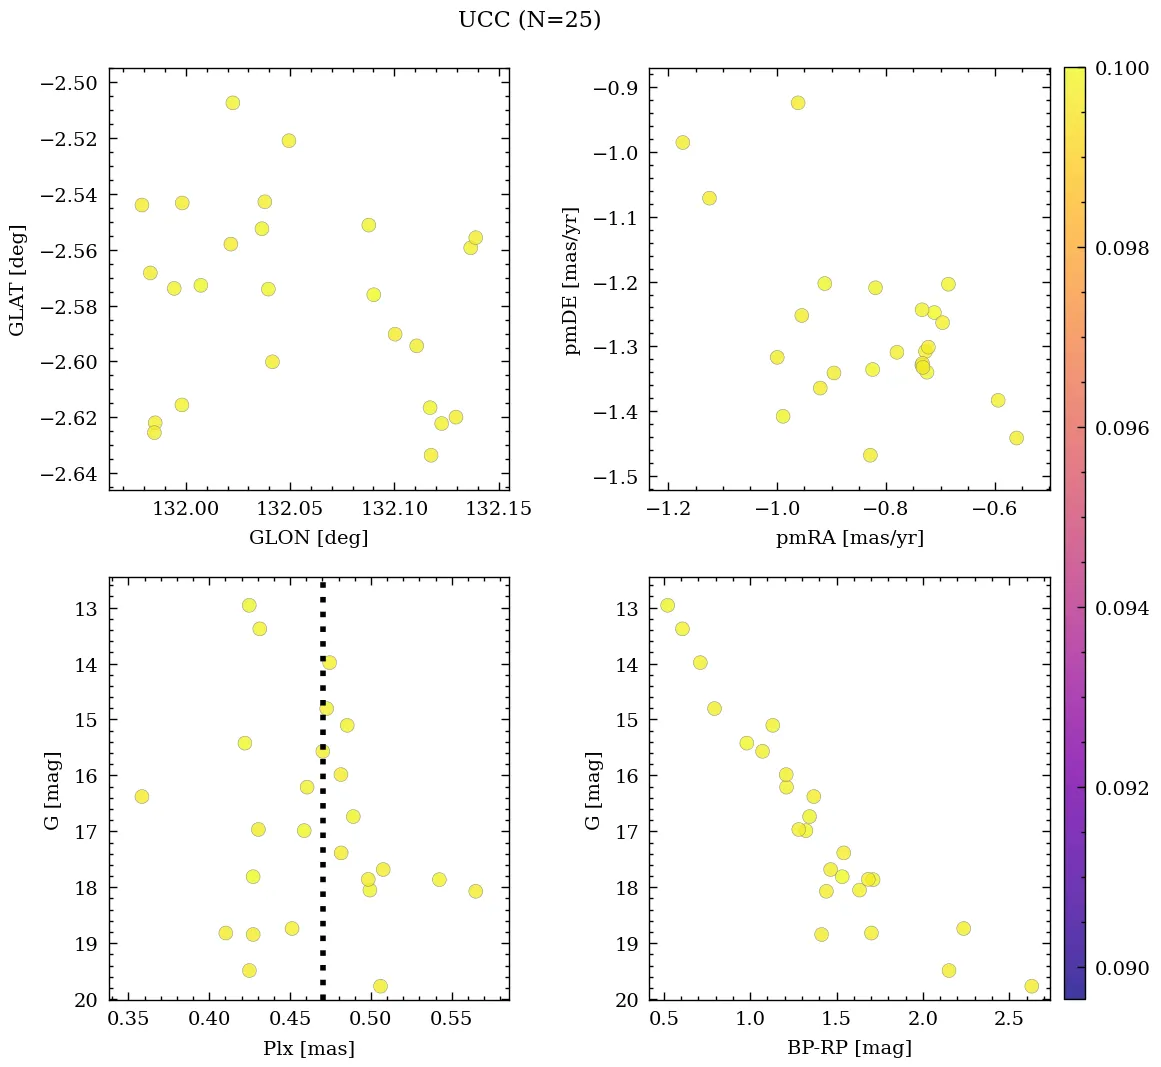 UCC (N=25)
−2.50
−2.52
−2.54
−2.56
−2.58
−2.60
−2.62
−2.64
GLAT [deg]
132.00 132.05 132.10 132.15
GLON [deg]
−0.9
−1.0
−1.1
−1.2
−1.3
−1.4
−1.5
pmDE [mas/yr]
−1.2 −1.0 −0.8 −0.6
pmRA [mas/yr]
13
14
15
16
17
18
19
20
G [mag]
0.35 0.40 0.45 0.50 0.55
Plx [mas]
13
14
15
16
17
18
19
20
G [mag]
0.5 1.0 1.5 2.0 2.5
BP-RP [mag]
0.100
0.098
0.096
0.094
0.092
0.090